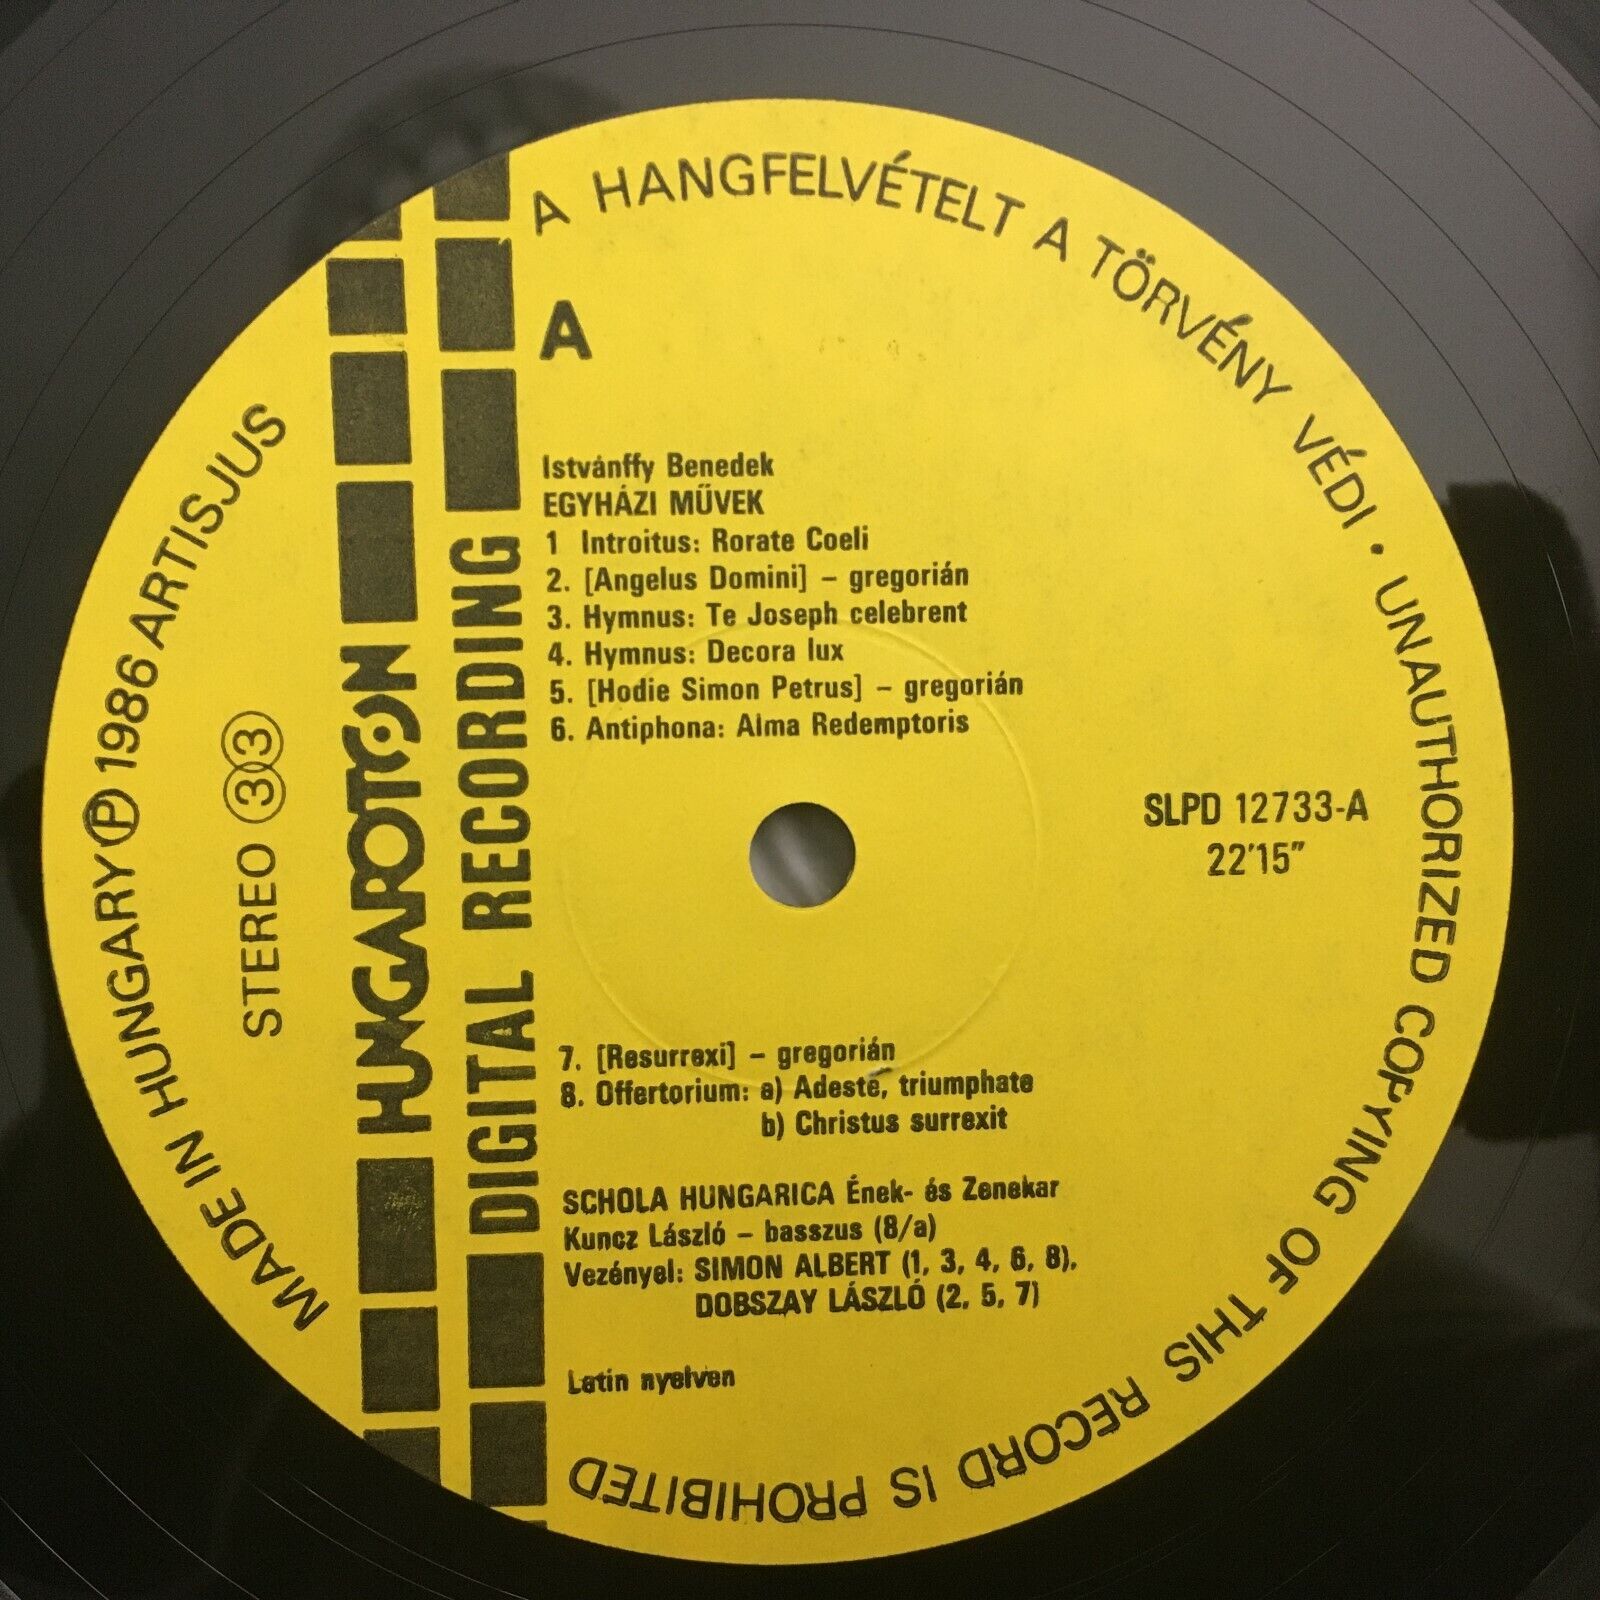 A HANGFELVÉTELT A TÖRVÉNY VÉDI · UNAUTHORIZED COPYING OF THIS RECORD IS PROHIBITED
MADE IN HUNGARY Ⓟ 1986 ARTISJUS
STEREO 33
HUNGAROTON
DIGITAL RECORDING
A
Istvánffy Benedek
EGYHÁZI MŰVEK
1 Introitus: Rorate Coeli
2. [Angelus Domini] – gregorián
3. Hymnus: Te Joseph celebrent
4. Hymnus: Decora lux
5. [Hodie Simon Petrus] – gregorián
6. Antiphona: Alma Redemptoris
SLPD 12733-A
22'15”
7. [Resurrexi] – gregorián
8. Offertorium: a) Adeste, triumphate
b) Christus surrexit
SCHOLA HUNGARICA Ének- és Zenekar
Kuncz László – basszus (8/a)
Vezényel: SIMON ALBERT (1, 3, 4, 6, 8),
DOBSZAY LÁSZLÓ (2, 5, 7)
Latin nyelven